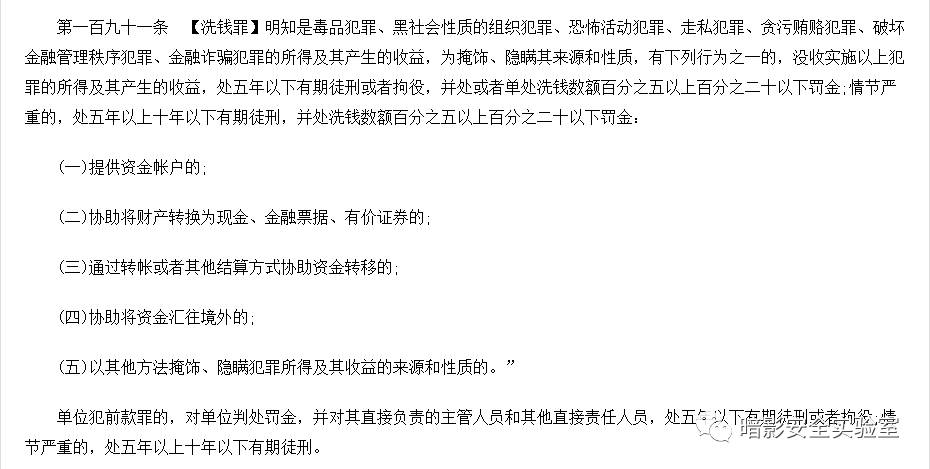 第一百九十一条 【洗钱罪】明知是毒品犯罪、黑社会性质的组织犯罪、恐怖活动犯罪、走私犯罪、贪污贿赂犯罪、破坏
金融管理秩序犯罪、金融诈骗犯罪的所得及其产生的收益，为掩饰、隐瞒其来源和性质，有下列行为之一的，没收实施以上犯
罪的所得及其产生的收益，处五年以下有期徒刑或者拘役，并处或者单处洗钱数额百分之五以上百分之二十以下罚金;情节严
重的，处五年以上十年以下有期徒刑，并处洗钱数额百分之五以上百分之二十以下罚金：
(一)提供资金帐户的;
(二)协助将财产转换为现金、金融票据、有价证券的;
(三)通过转帐或者其他结算方式协助资金转移的;
(四)协助将资金汇往境外的;
(五)以其他方法掩饰、隐瞒犯罪所得及其收益的来源和性质的。”
单位犯前款罪的，对单位判处罚金，并对其直接负责的主管人员和其他直接责任人员，处五年以下有期徒刑或者拘役;情
节严重的，处五年以上十年以下有期徒刑。
暗影安全实验室